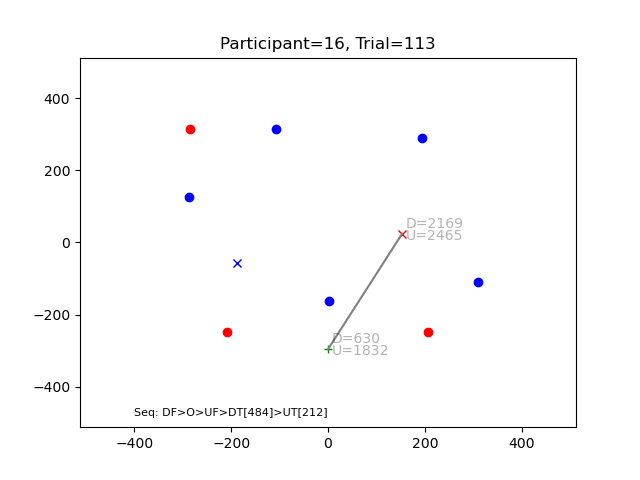 Participant=16, Trial=113
400
200
0
−200
−400
D=2169
U=2465
D=630
U=1832
Seq: DF>O>UF>DT[484]>UT[212]
−400
−200
0
200
400